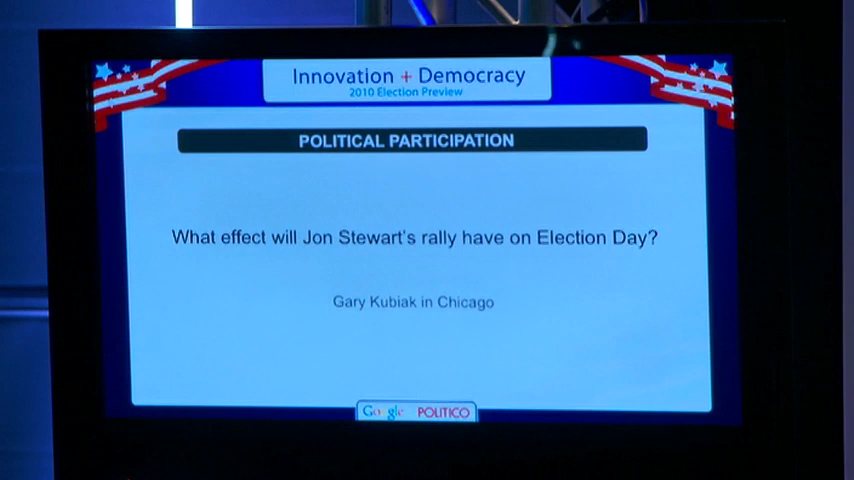 Innovation + Democracy
2010 Election Preview
POLITICAL PARTICIPATION
What effect will Jon Stewart's rally have on Election Day?
Gary Kubiak in Chicago
Google POLITICO